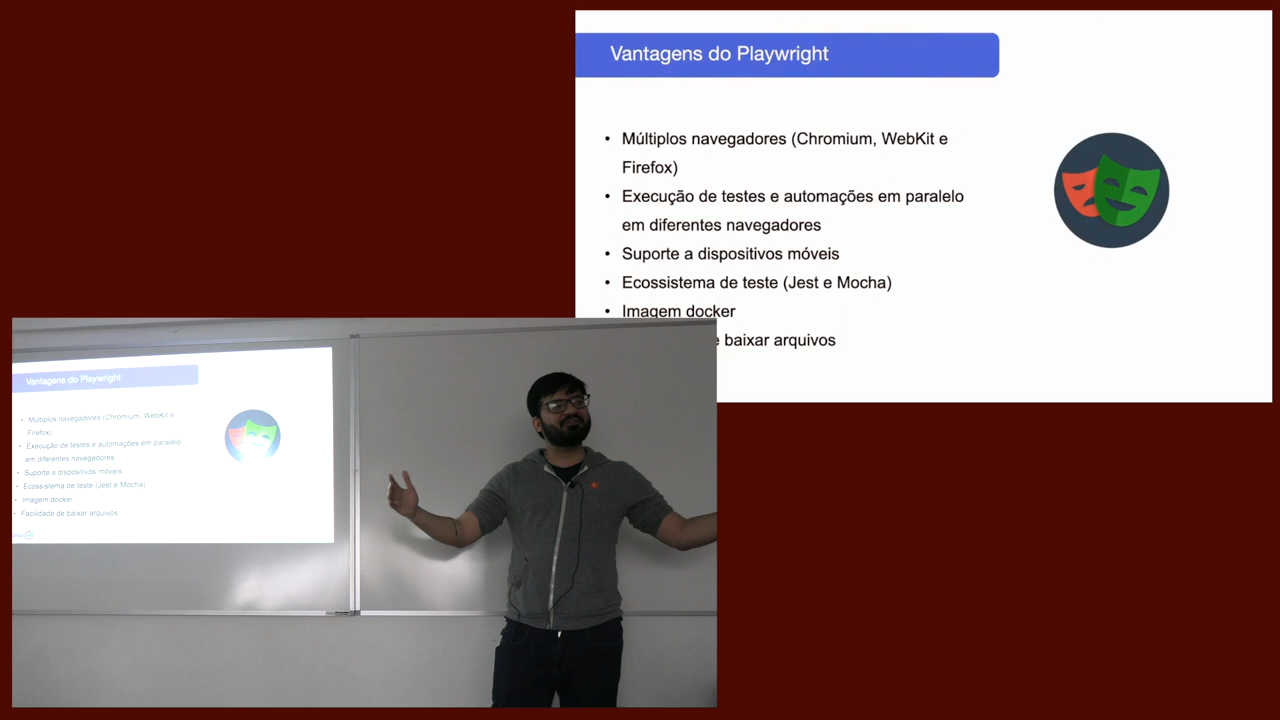 Vantagens do Playwright
• Múltiplos navegadores (Chromium, WebKit e
Firefox)
• Execução de testes e automações em paralelo
em diferentes navegadores
• Suporte a dispositivos móveis
• Ecossistema de teste (Jest e Mocha)
• Imagem docker
e baixar arquivos
Vantagens do Playwright
• Múltiplos navegadores (Chromium, WebKit e
Firefox)
• Execução de testes e automações em paralelo
em diferentes navegadores
• Suporte a dispositivos móveis
• Ecossistema de teste (Jest e Mocha)
• Imagem docker
• Facilidade de baixar arquivos